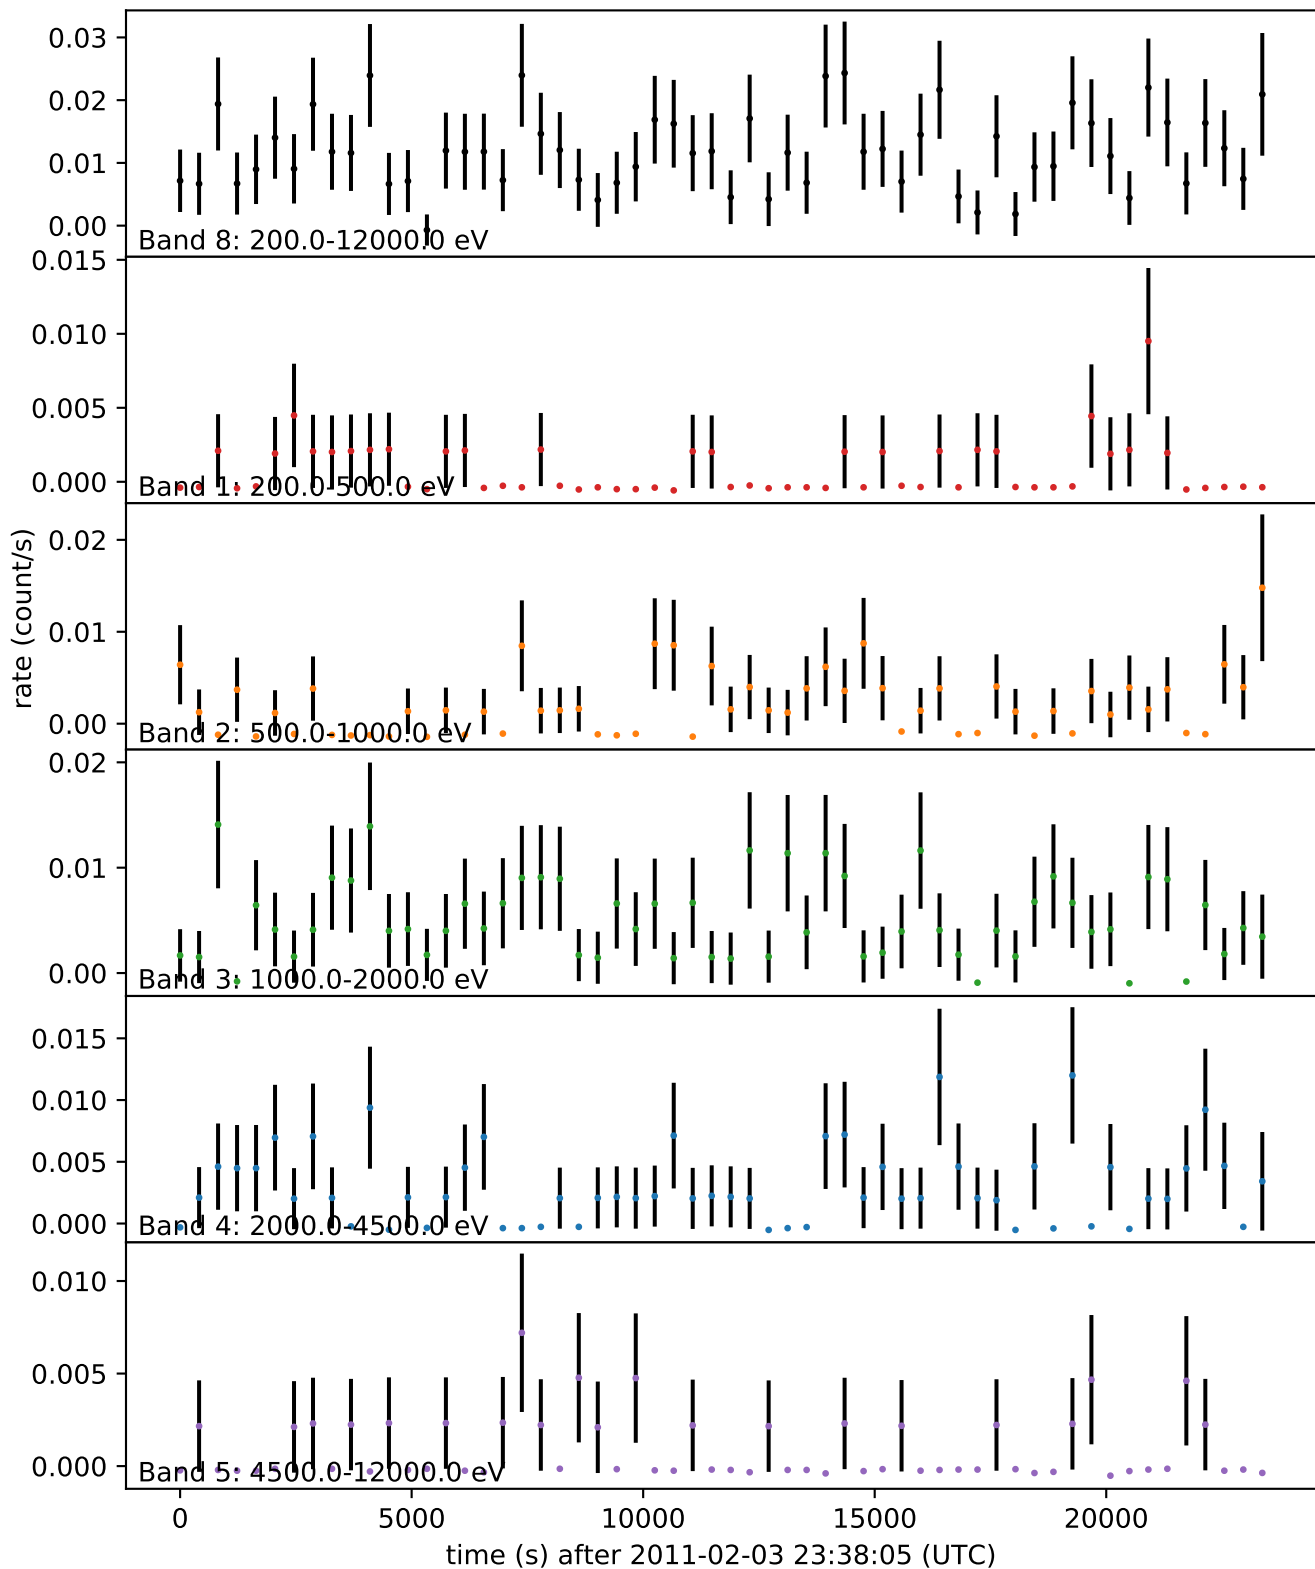 0.03
0.02
0.01
0.00
Band 8: 200.0-12000.0 eV
0.015
0.010
0.005
0.000
Band 1: 200.0-500.0 eV
0.02
0.01
0.00
Band 2: 500.0-1000.0 eV
rate (count/s)
0.02
0.01
0.00
Band 3: 1000.0-2000.0 eV
0.015
0.010
0.005
0.000
Band 4: 2000.0-4500.0 eV
0.010
0.005
0.000
Band 5: 4500.0-12000.0 eV
0 5000 10000 15000 20000
time (s) after 2011-02-03 23:38:05 (UTC)